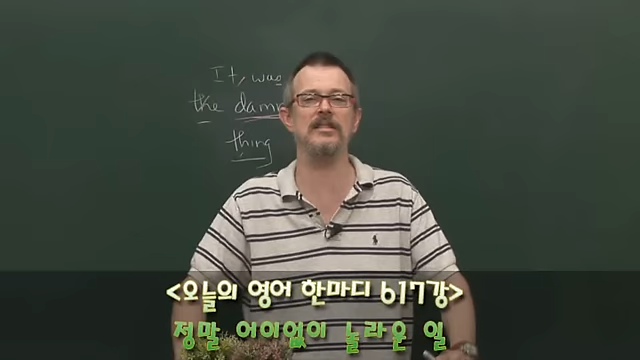 It, was
the damn
thing
<오늘의 영어 한마디 617강>
정말 어이없이 놀라운 일